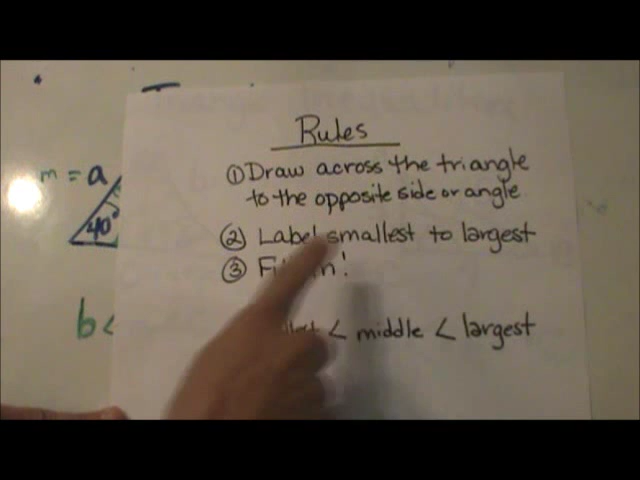 Rules
① Draw across the triangle
to the opposite side or angle
② Label smallest to largest
③ in!
< middle < largest
m = a
40°
b <